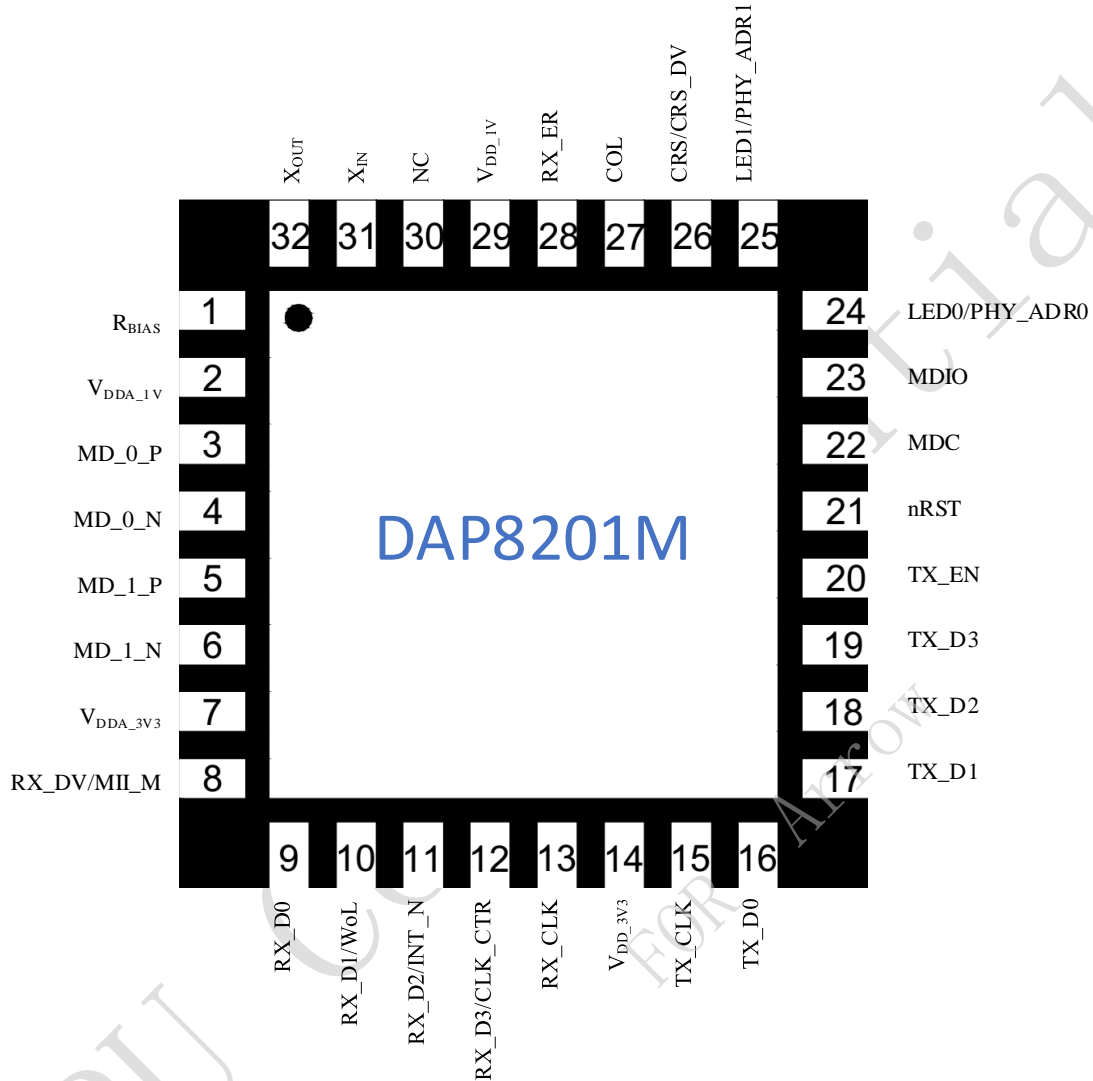 X_OUT
X_IN
NC
V_DD_1V
RX_ER
COL
CRS/CRS_DV
LED1/PHY_ADR1
32 31 30 29 28 27 26 25
R_BIAS 1
V_DDA_1V 2
MD_0_P 3
MD_0_N 4
MD_1_P 5
MD_1_N 6
V_DDA_3V3 7
RX_DV/MII_M 8
DAP8201M
24 LED0/PHY_ADR0
23 MDIO
22 MDC
21 nRST
20 TX_EN
19 TX_D3
18 TX_D2
17 TX_D1
9 10 11 12 13 14 15 16
RX_D0
RX_D1/WoL
RX_D2/INT_N
RX_D3/CLK_CTR
RX_CLK
V_DD_3V3
TX_CLK
TX_D0
FOR Arrow